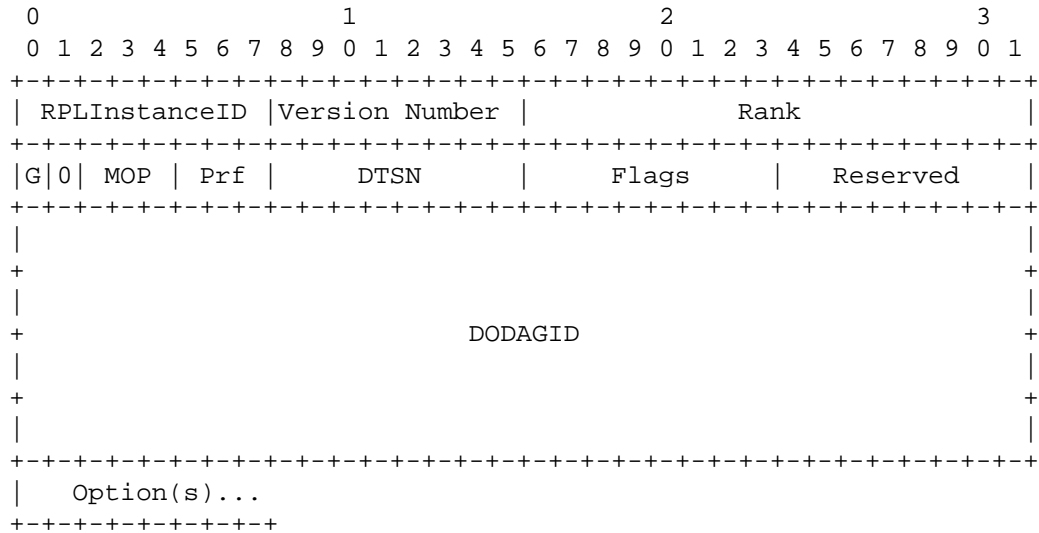 0                   1                   2                   3
 0 1 2 3 4 5 6 7 8 9 0 1 2 3 4 5 6 7 8 9 0 1 2 3 4 5 6 7 8 9 0 1
+-+-+-+-+-+-+-+-+-+-+-+-+-+-+-+-+-+-+-+-+-+-+-+-+-+-+-+-+-+-+-+-+
| RPLInstanceID |Version Number |             Rank              |
+-+-+-+-+-+-+-+-+-+-+-+-+-+-+-+-+-+-+-+-+-+-+-+-+-+-+-+-+-+-+-+-+
|G|0| MOP | Prf |     DTSN      |     Flags     |   Reserved    |
+-+-+-+-+-+-+-+-+-+-+-+-+-+-+-+-+-+-+-+-+-+-+-+-+-+-+-+-+-+-+-+-+
|                                                               |
+                                                               +
|                                                               |
+                            DODAGID                            +
|                                                               |
+                                                               +
|                                                               |
+-+-+-+-+-+-+-+-+-+-+-+-+-+-+-+-+-+-+-+-+-+-+-+-+-+-+-+-+-+-+-+-+
|   Option(s)...
+-+-+-+-+-+-+-+-+